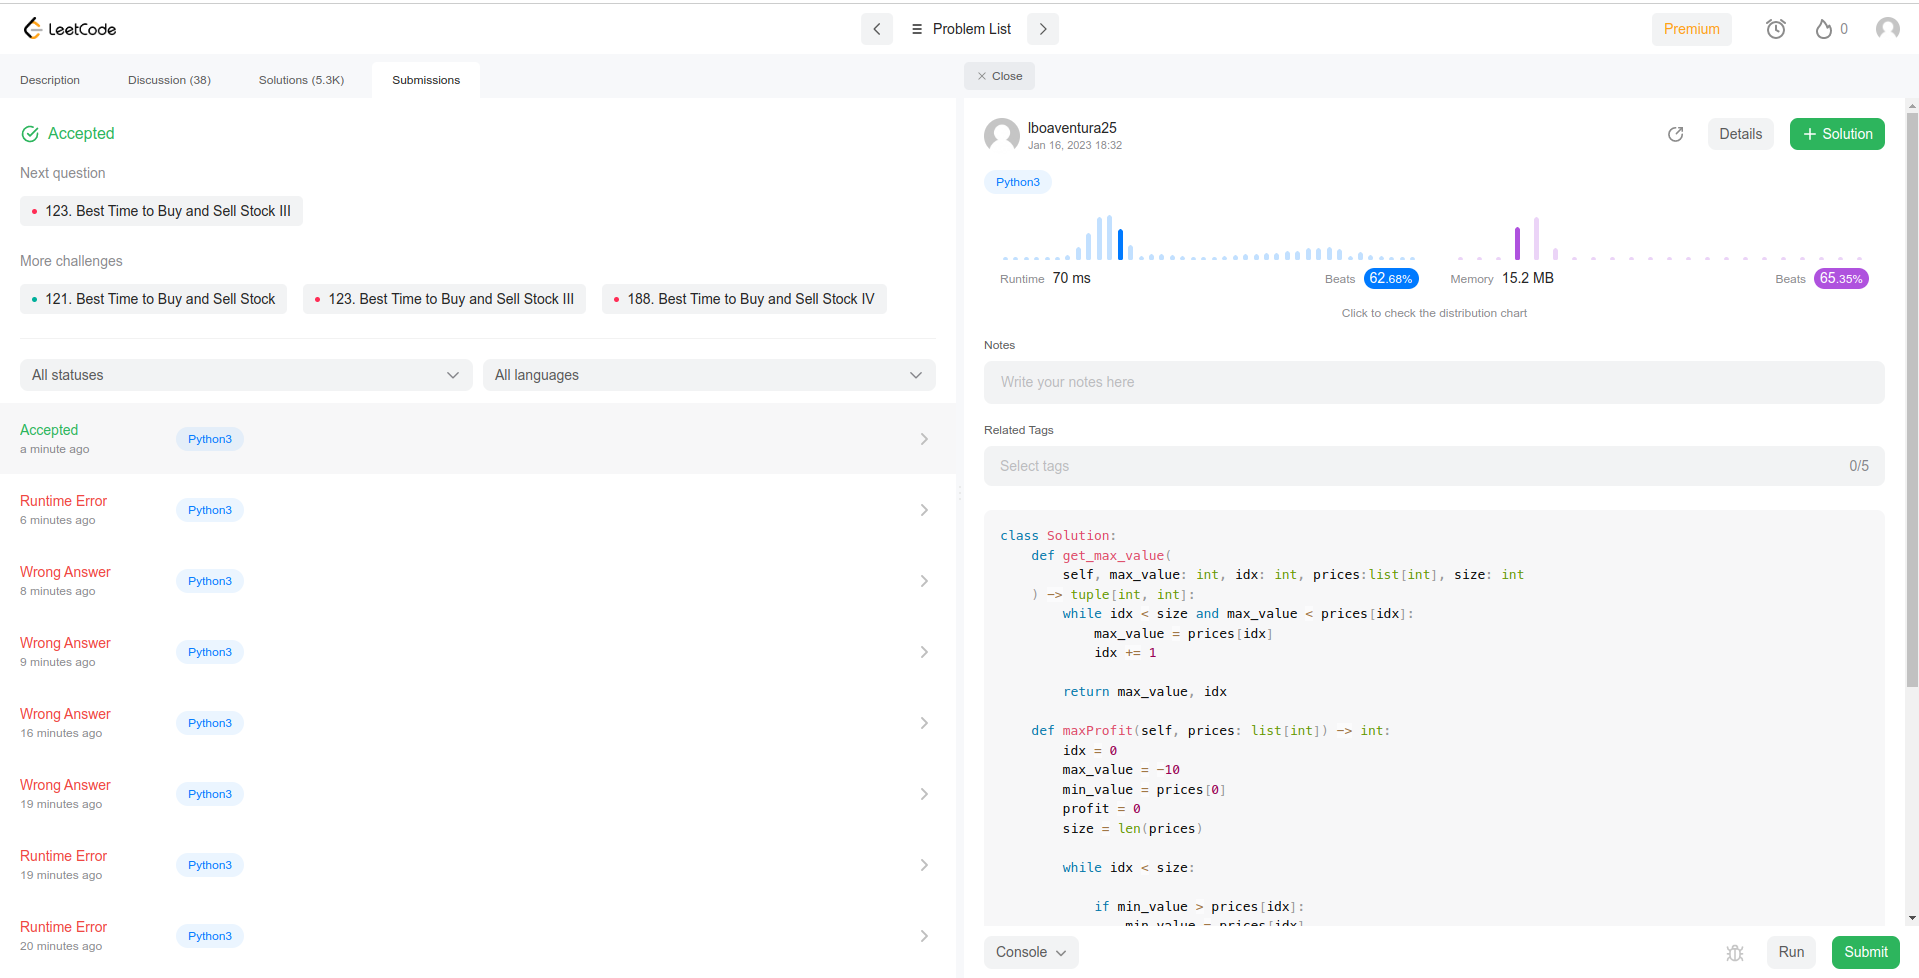 LeetCode
Problem List
Premium
0
Description
Discussion (38)
Solutions (5.3K)
Submissions
Close
Accepted
Next question
123. Best Time to Buy and Sell Stock III
More challenges
121. Best Time to Buy and Sell Stock
123. Best Time to Buy and Sell Stock III
188. Best Time to Buy and Sell Stock IV
All statuses
All languages
Accepted
a minute ago
Python3
Runtime Error
6 minutes ago
Python3
Wrong Answer
8 minutes ago
Python3
Wrong Answer
9 minutes ago
Python3
Wrong Answer
16 minutes ago
Python3
Wrong Answer
19 minutes ago
Python3
Runtime Error
19 minutes ago
Python3
Runtime Error
20 minutes ago
Python3
lboaventura25
Jan 16, 2023 18:32
Details
+ Solution
Python3
Runtime 70 ms
Beats 62.68%
Memory 15.2 MB
Beats 65.35%
Click to check the distribution chart
Notes
Write your notes here
Related Tags
Select tags
0/5
class Solution:
    def get_max_value(
        self, max_value: int, idx: int, prices:list[int], size: int
    ) -> tuple[int, int]:
        while idx < size and max_value < prices[idx]:
            max_value = prices[idx]
            idx += 1
        return max_value, idx
    def maxProfit(self, prices: list[int]) -> int:
        idx = 0
        max_value = -10
        min_value = prices[0]
        profit = 0
        size = len(prices)
        while idx < size:
            if min_value > prices[idx]:
                min_value = prices[idx]
Console
Run
Submit